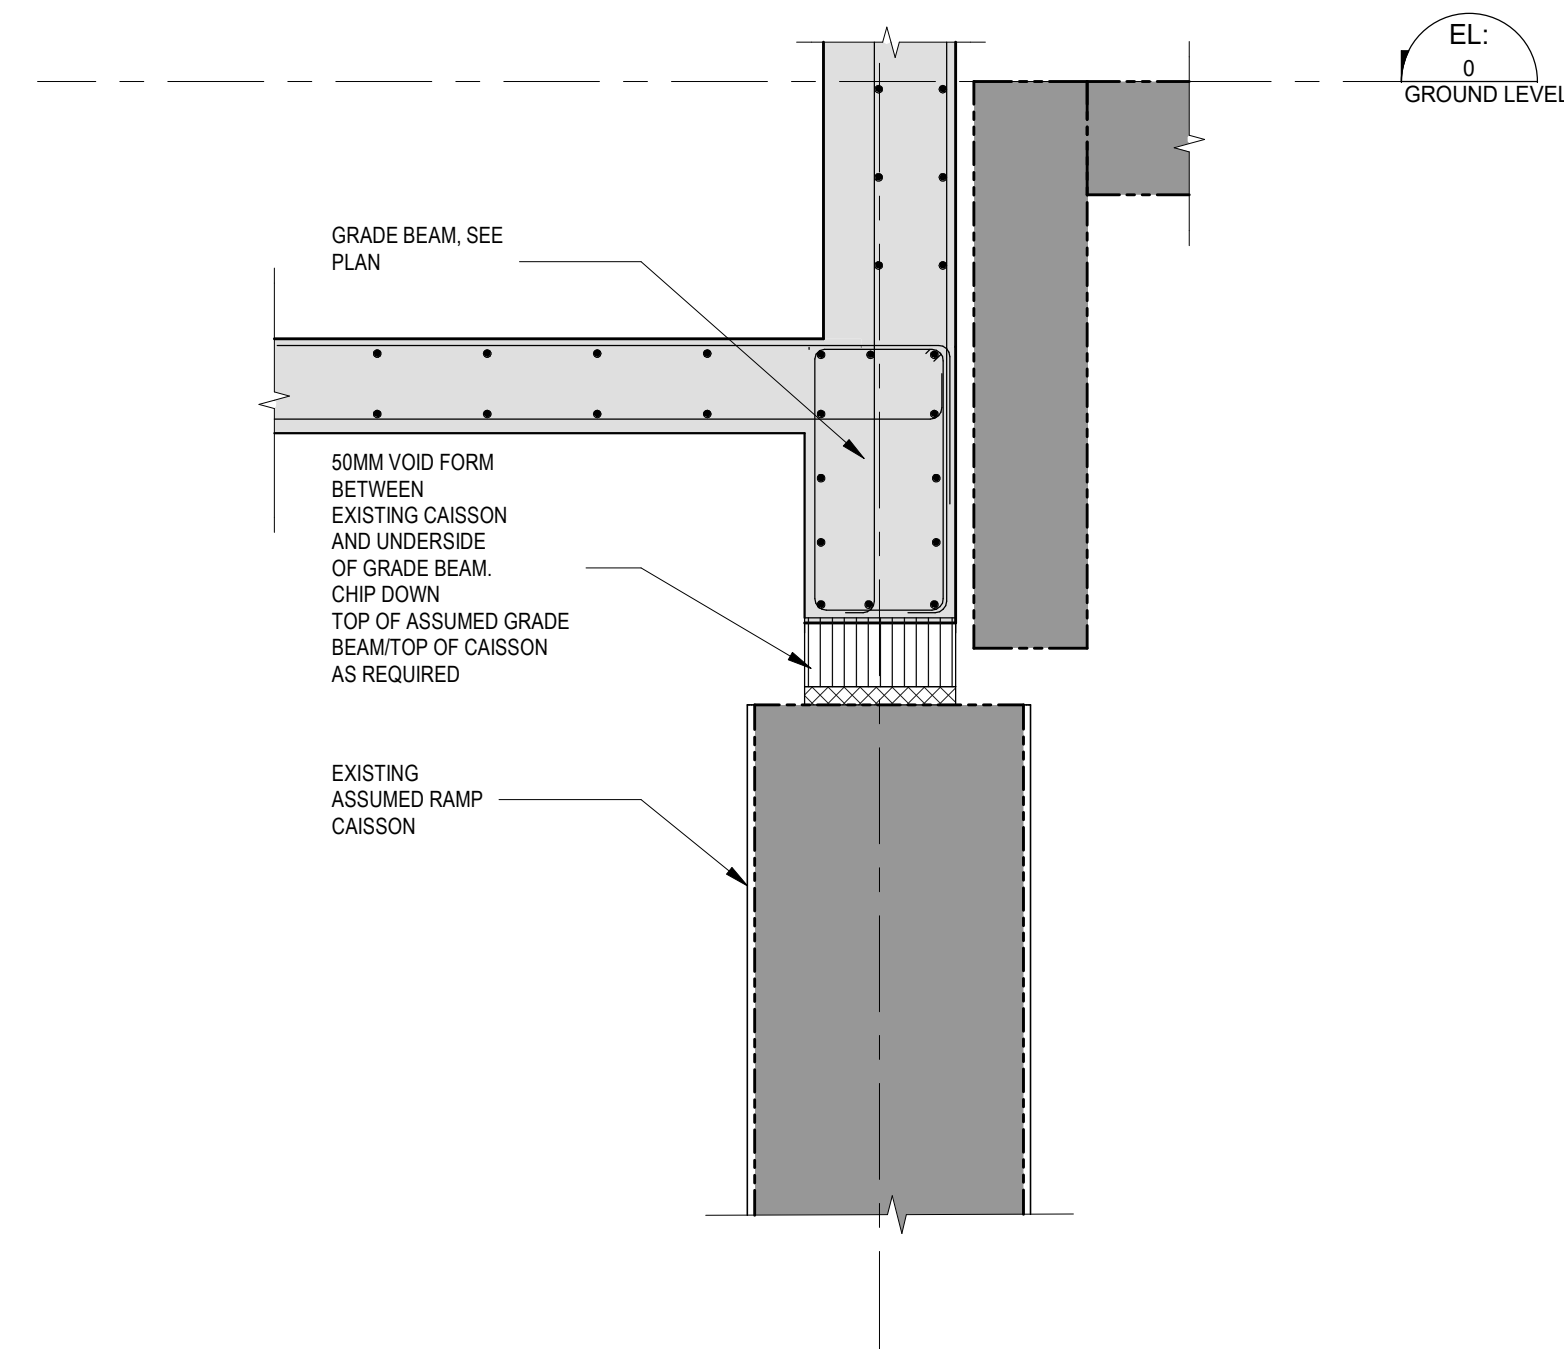 EL:
0
GROUND LEVEL
GRADE BEAM, SEE
PLAN
50MM VOID FORM
BETWEEN
EXISTING CAISSON
AND UNDERSIDE
OF GRADE BEAM.
CHIP DOWN
TOP OF ASSUMED GRADE
BEAM/TOP OF CAISSON
AS REQUIRED
EXISTING
ASSUMED RAMP
CAISSON